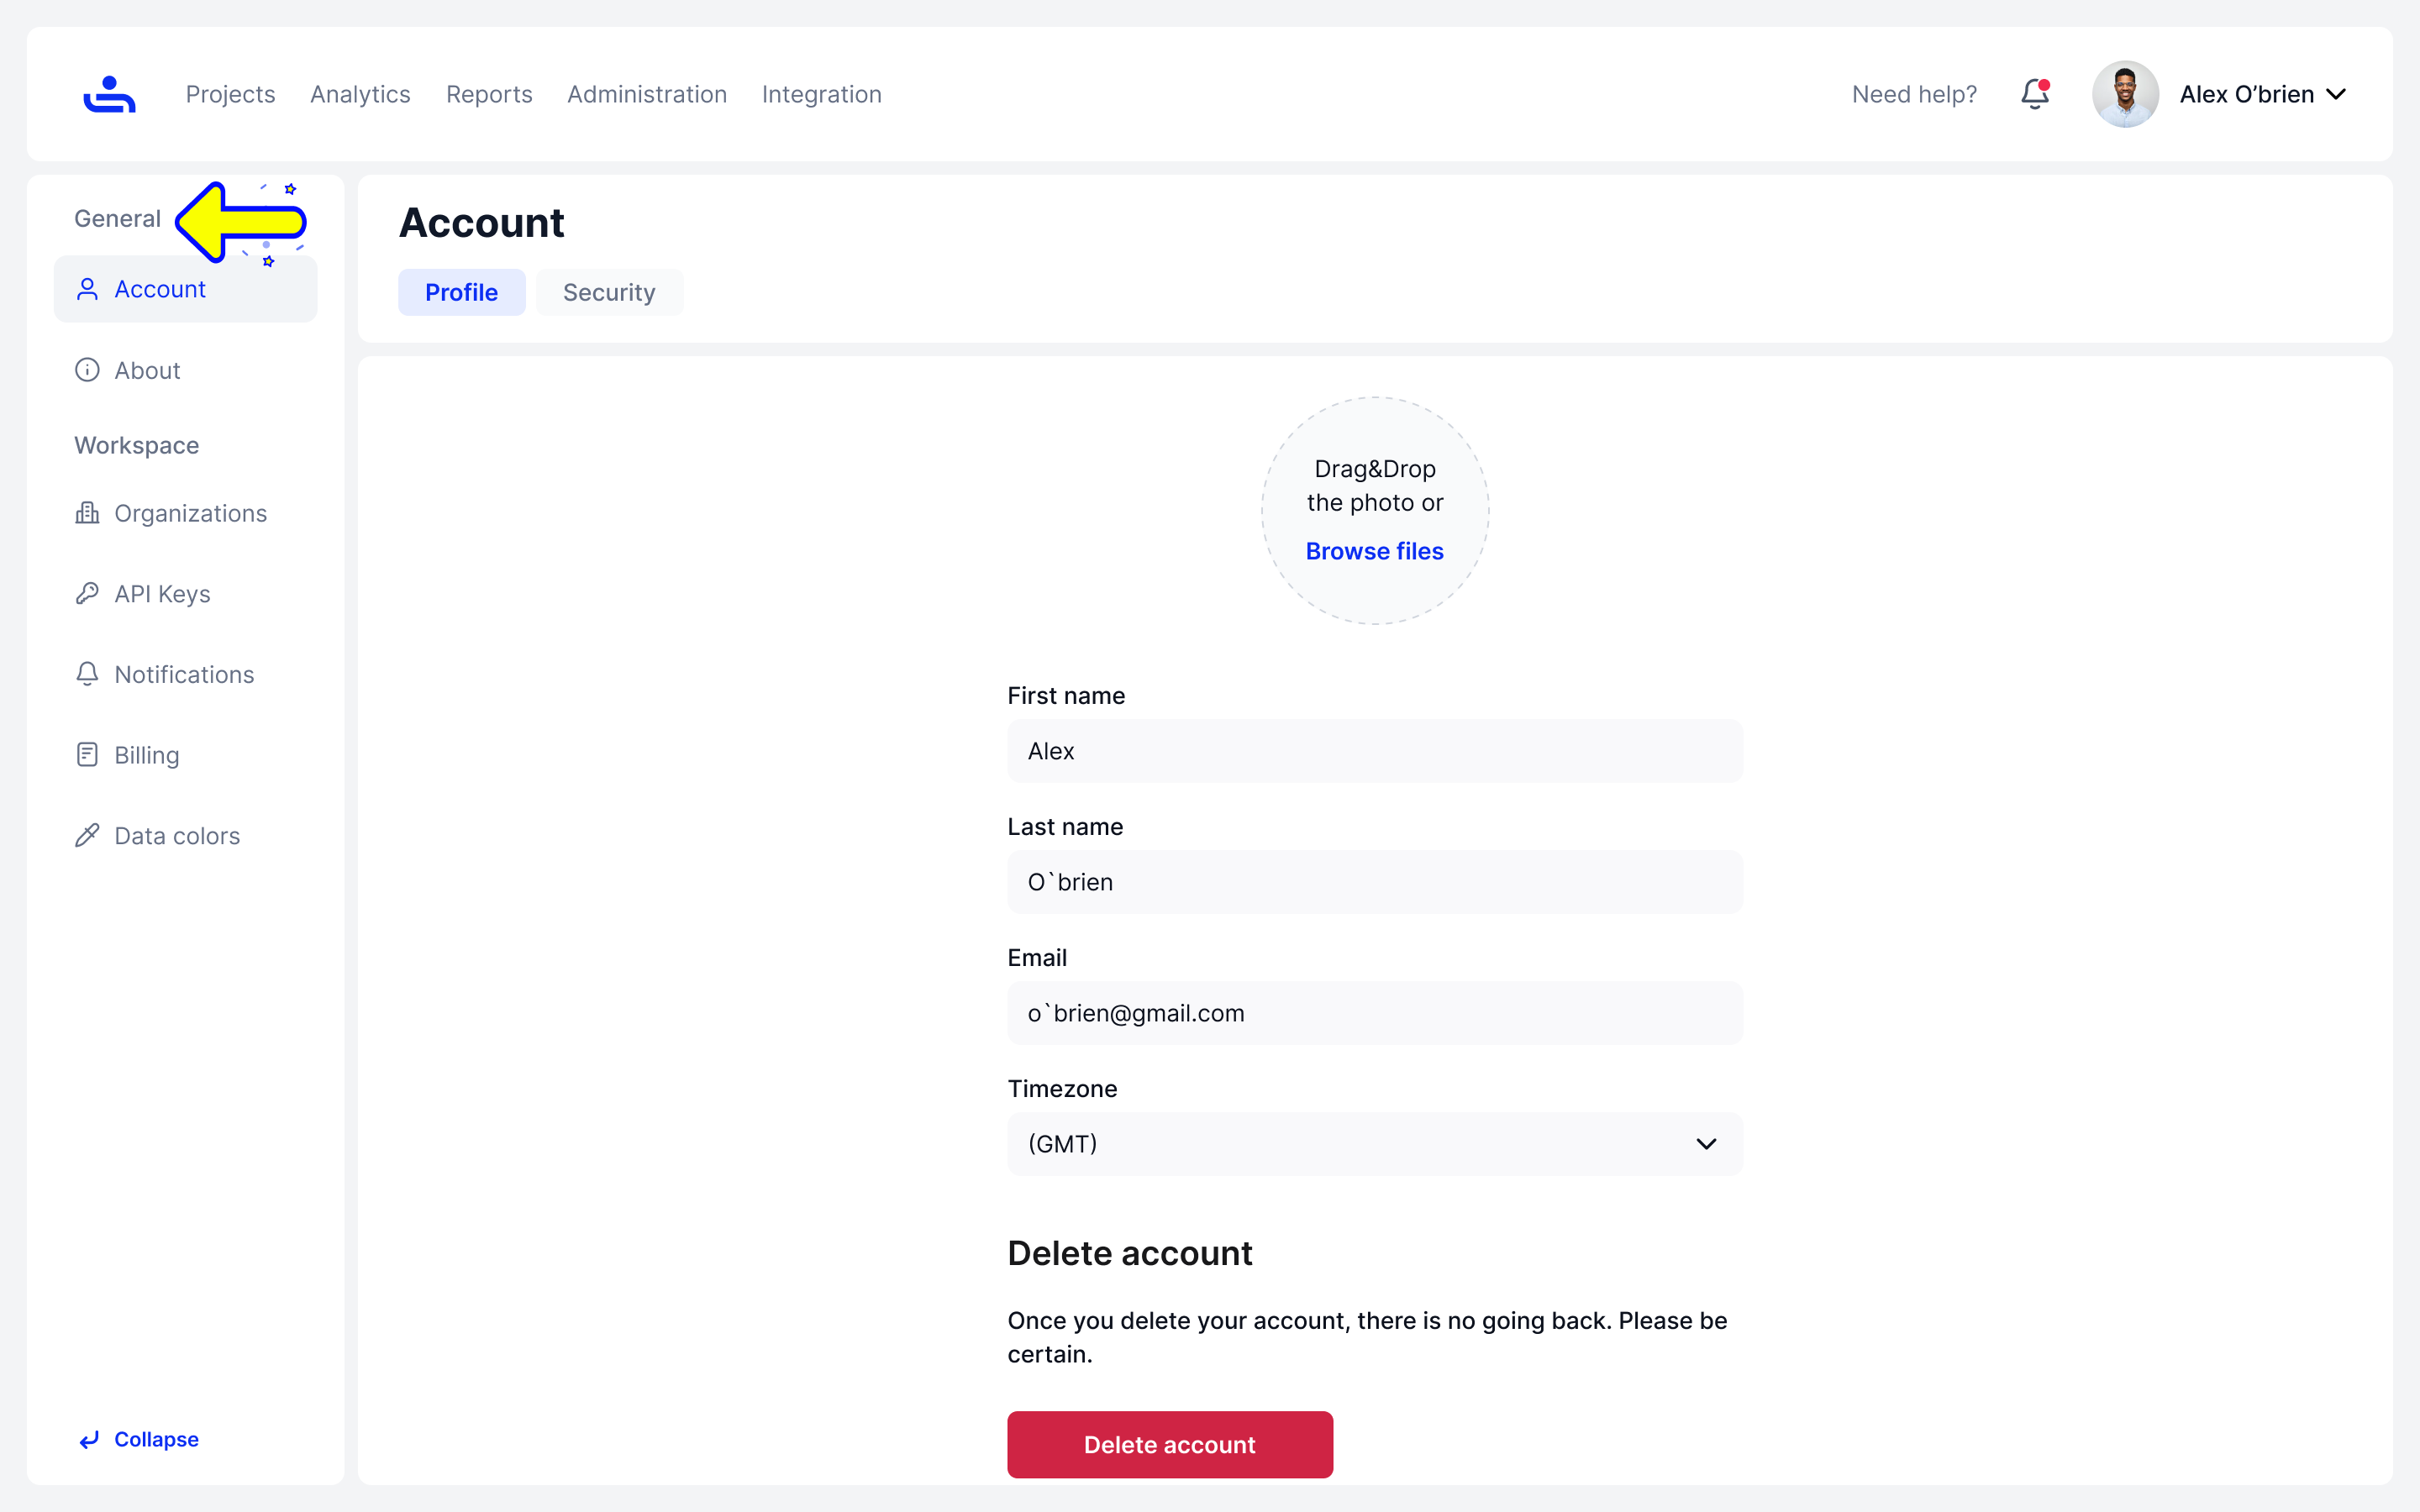 Projects Analytics Reports Administration Integration Need help? Alex O’brien
General
Account
About
Workspace
Organizations
API Keys
Notifications
Billing
Data colors
Collapse
Account
Profile Security
Drag&Drop
the photo or
Browse files
First name
Alex
Last name
O`brien
Email
o`brien@gmail.com
Timezone
(GMT)
Delete account
Once you delete your account, there is no going back. Please be
certain.
Delete account